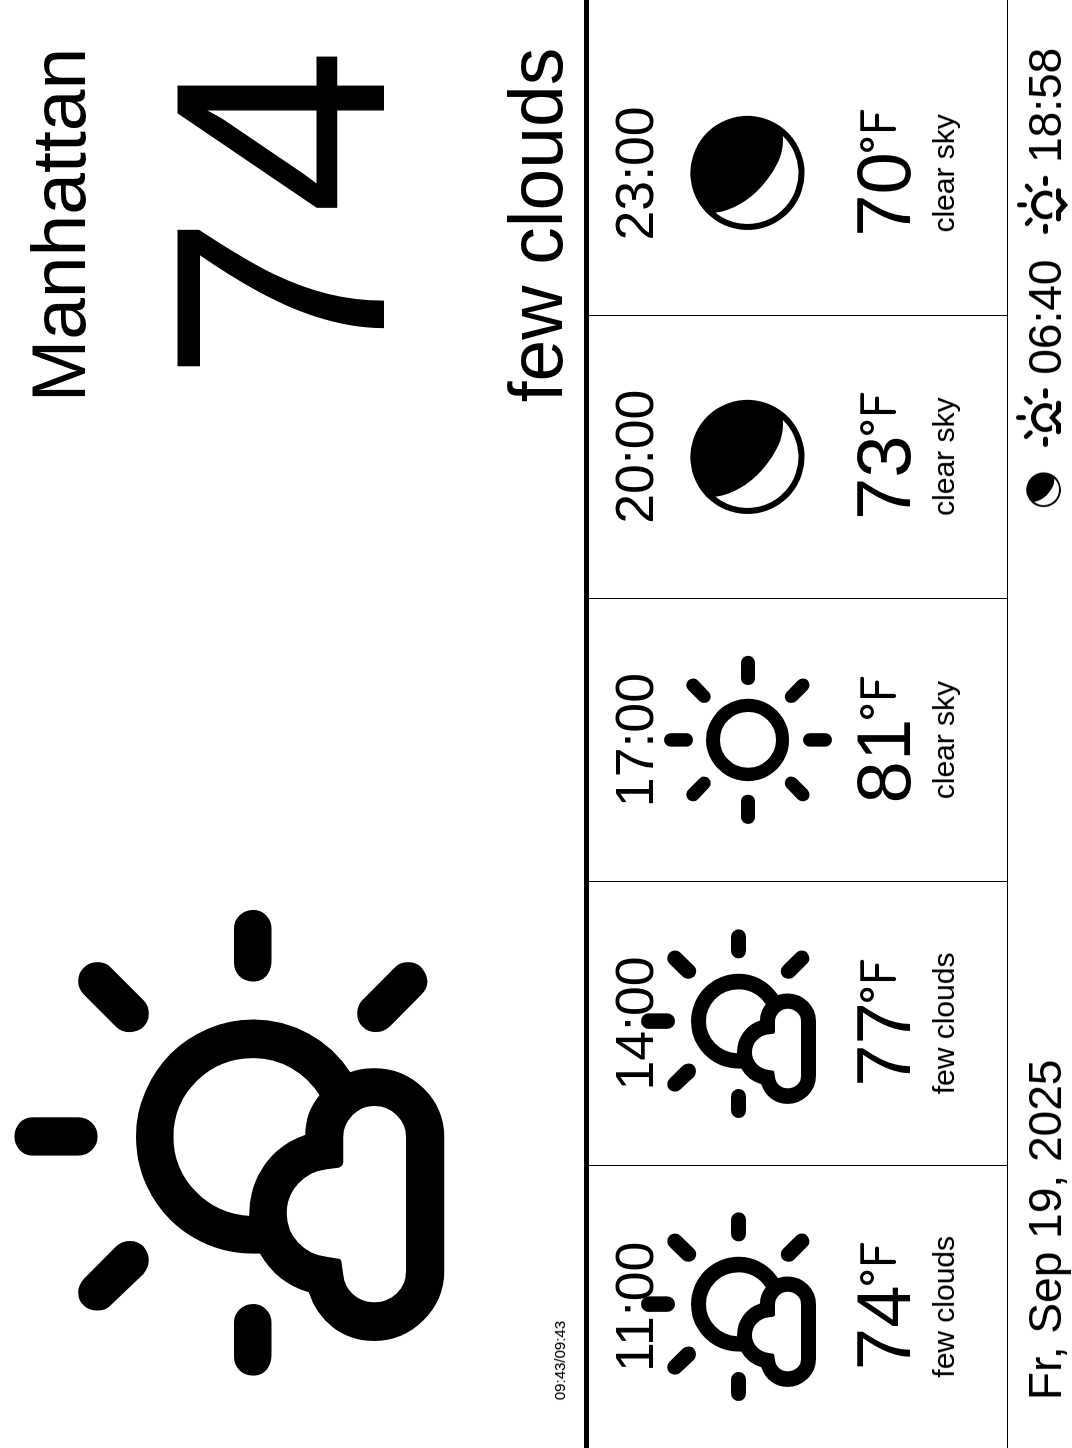 Manhattan
74
few clouds
09:43/09:43
11:00
74°F
few clouds
14:00
77°F
few clouds
17:00
81°F
clear sky
20:00
73°F
clear sky
23:00
70°F
clear sky
Fr, Sep 19, 2025
06:40 18:58